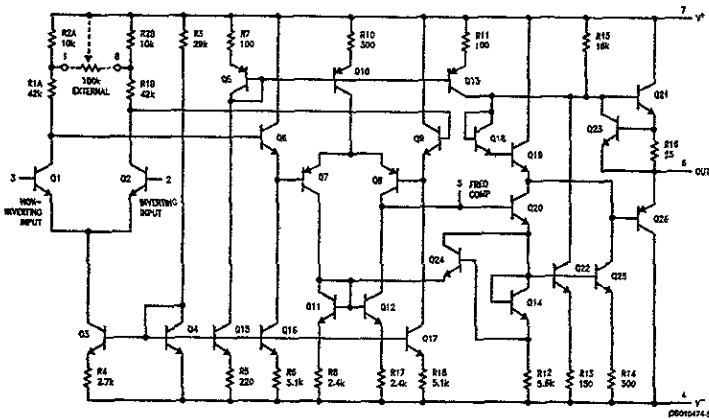 7 V+
R2A 10k
R2B 10k
R3 29k
R7 100
R10 300
R11 100
R15 15k
1
8
100k EXTERNAL
Q5
Q10
Q13
Q21
R1A 42k
R1B 42k
Q23
Q6
Q9
Q18
Q19
R16 25
6 OUT
3 Q1
Q2 2
Q7
Q8
5 FREQ COMP
Q20
Q26
NON-INVERTING INPUT
INVERTING INPUT
Q24
Q22
Q25
Q11
Q12
Q14
Q3
Q4
Q15
Q16
Q17
R4 2.7k
R5 220
R6 5.1k
R8 2.4k
R17 2.4k
R18 5.1k
R12 5.6k
R13 150
R14 300
4 V-